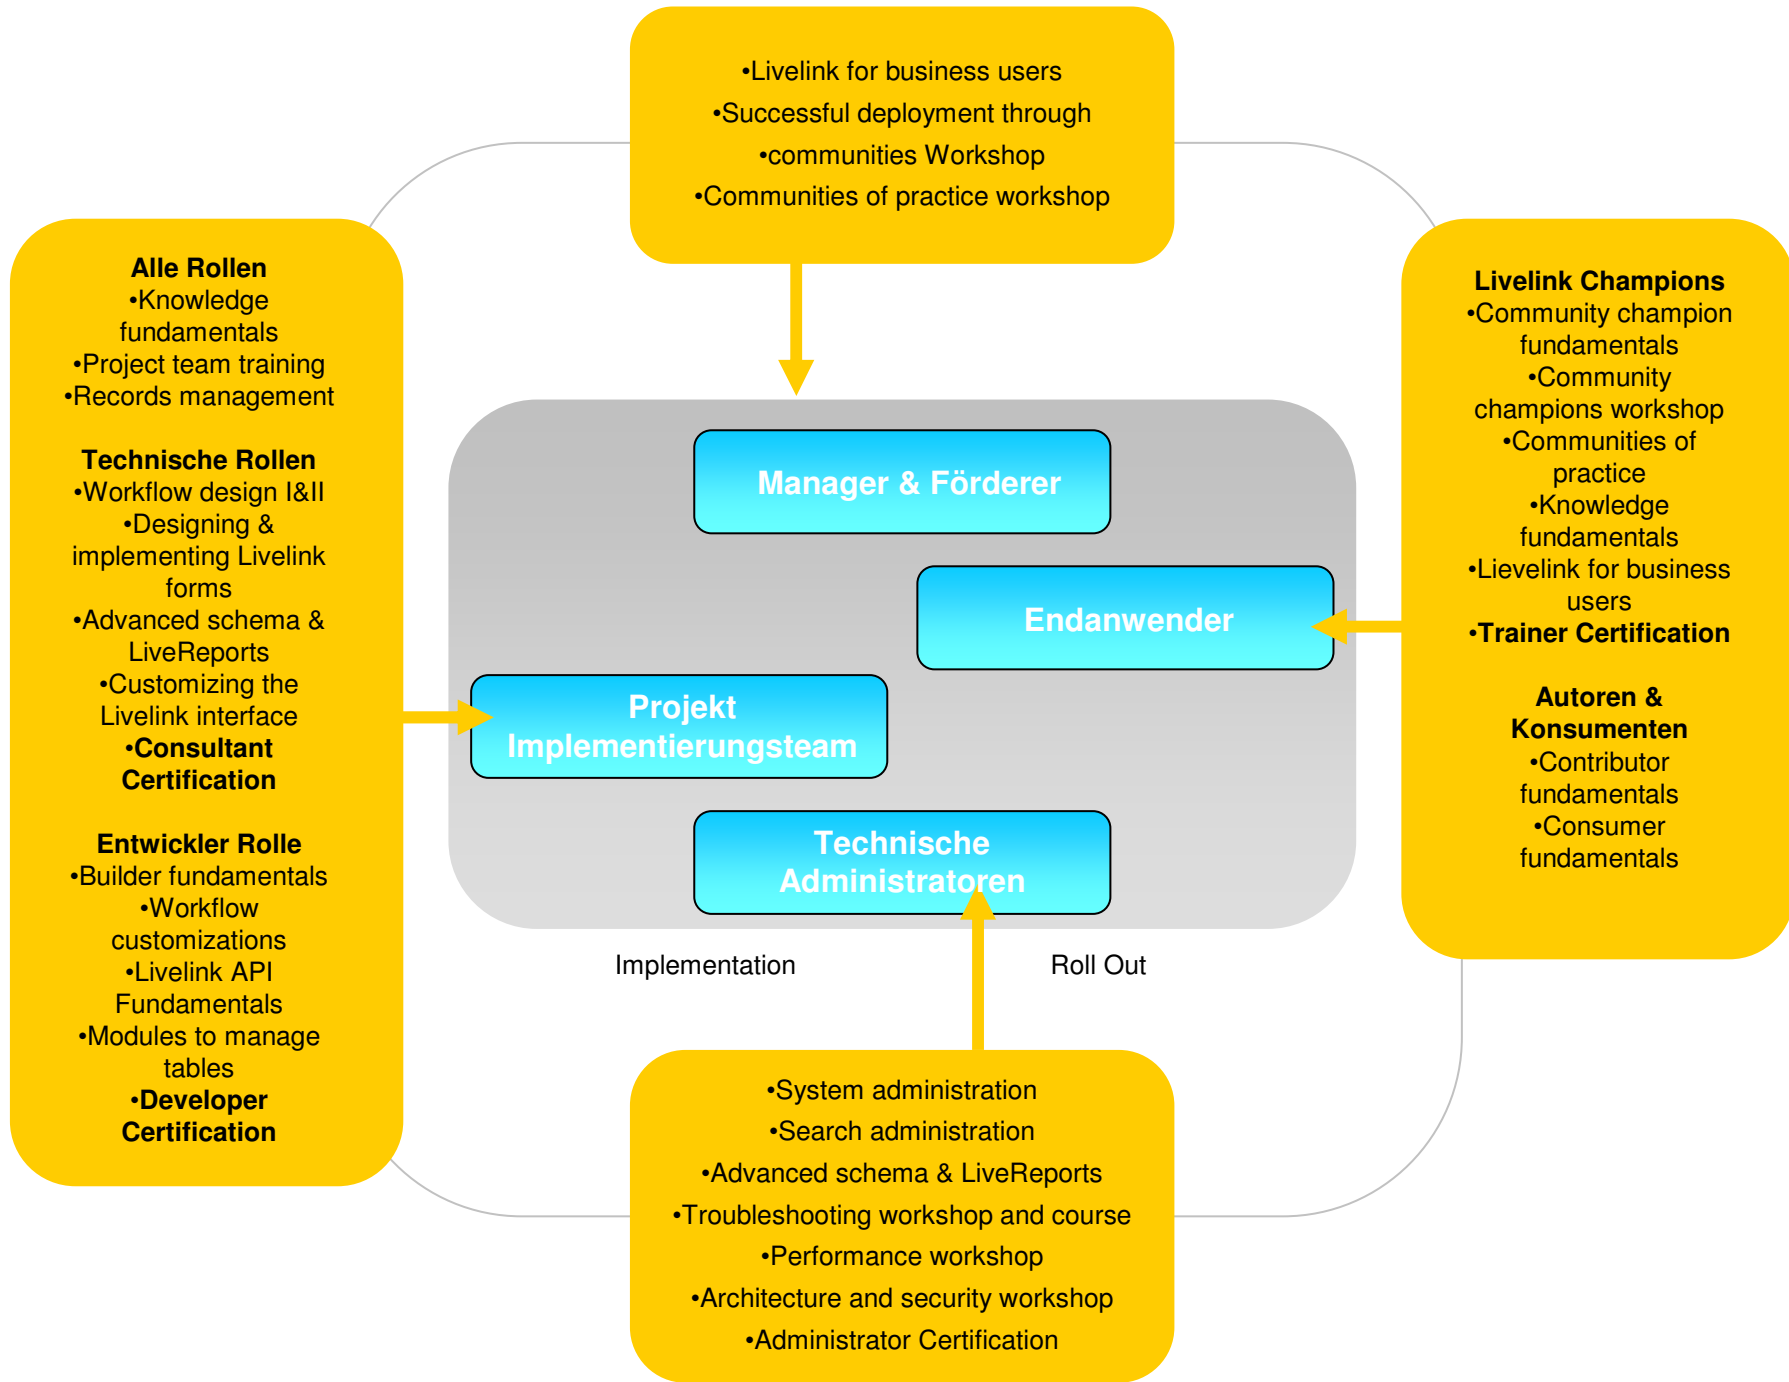 •Livelink for business users
•Successful deployment through
•communities Workshop
•Communities of practice workshop
Alle Rollen
•Knowledge
fundamentals
•Project team training
•Records management
Technische Rollen
•Workflow design I&II
•Designing &
implementing Livelink
forms
•Advanced schema &
LiveReports
•Customizing the
Livelink interface
•Consultant
Certification
Entwickler Rolle
•Builder fundamentals
•Workflow
customizations
•Livelink API
Fundamentals
•Modules to manage
tables
•Developer
Certification
Manager & Förderer
Endanwender
Projekt
Implementierungsteam
Technische
Administratoren
Implementation
Roll Out
Livelink Champions
•Community champion
fundamentals
•Community
champions workshop
•Communities of
practice
•Knowledge
fundamentals
•Lievelink for business
users
•Trainer Certification
Autoren &
Konsumenten
•Contributor
fundamentals
•Consumer
fundamentals
•System administration
•Search administration
•Advanced schema & LiveReports
•Troubleshooting workshop and course
•Performance workshop
•Architecture and security workshop
•Administrator Certification